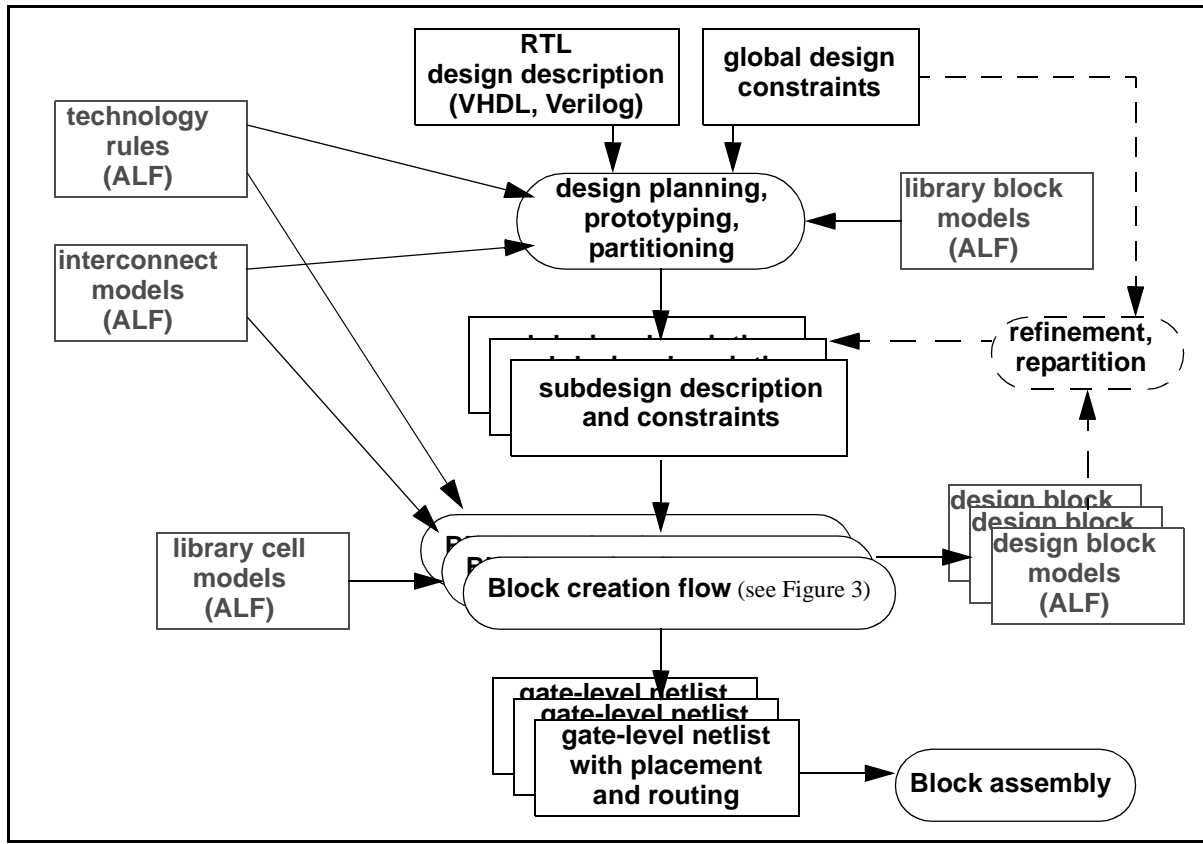 RTL
design description
(VHDL, Verilog)
global design
constraints
technology
rules
(ALF)
design planning,
prototyping,
partitioning
library block
models
(ALF)
interconnect
models
(ALF)
refinement,
repartition
subdesign description
and constraints
design block
design block
design block
models
(ALF)
library cell
models
(ALF)
Block creation flow (see Figure 3)
gate-level netlist
gate-level netlist
gate-level netlist
with placement
and routing
Block assembly